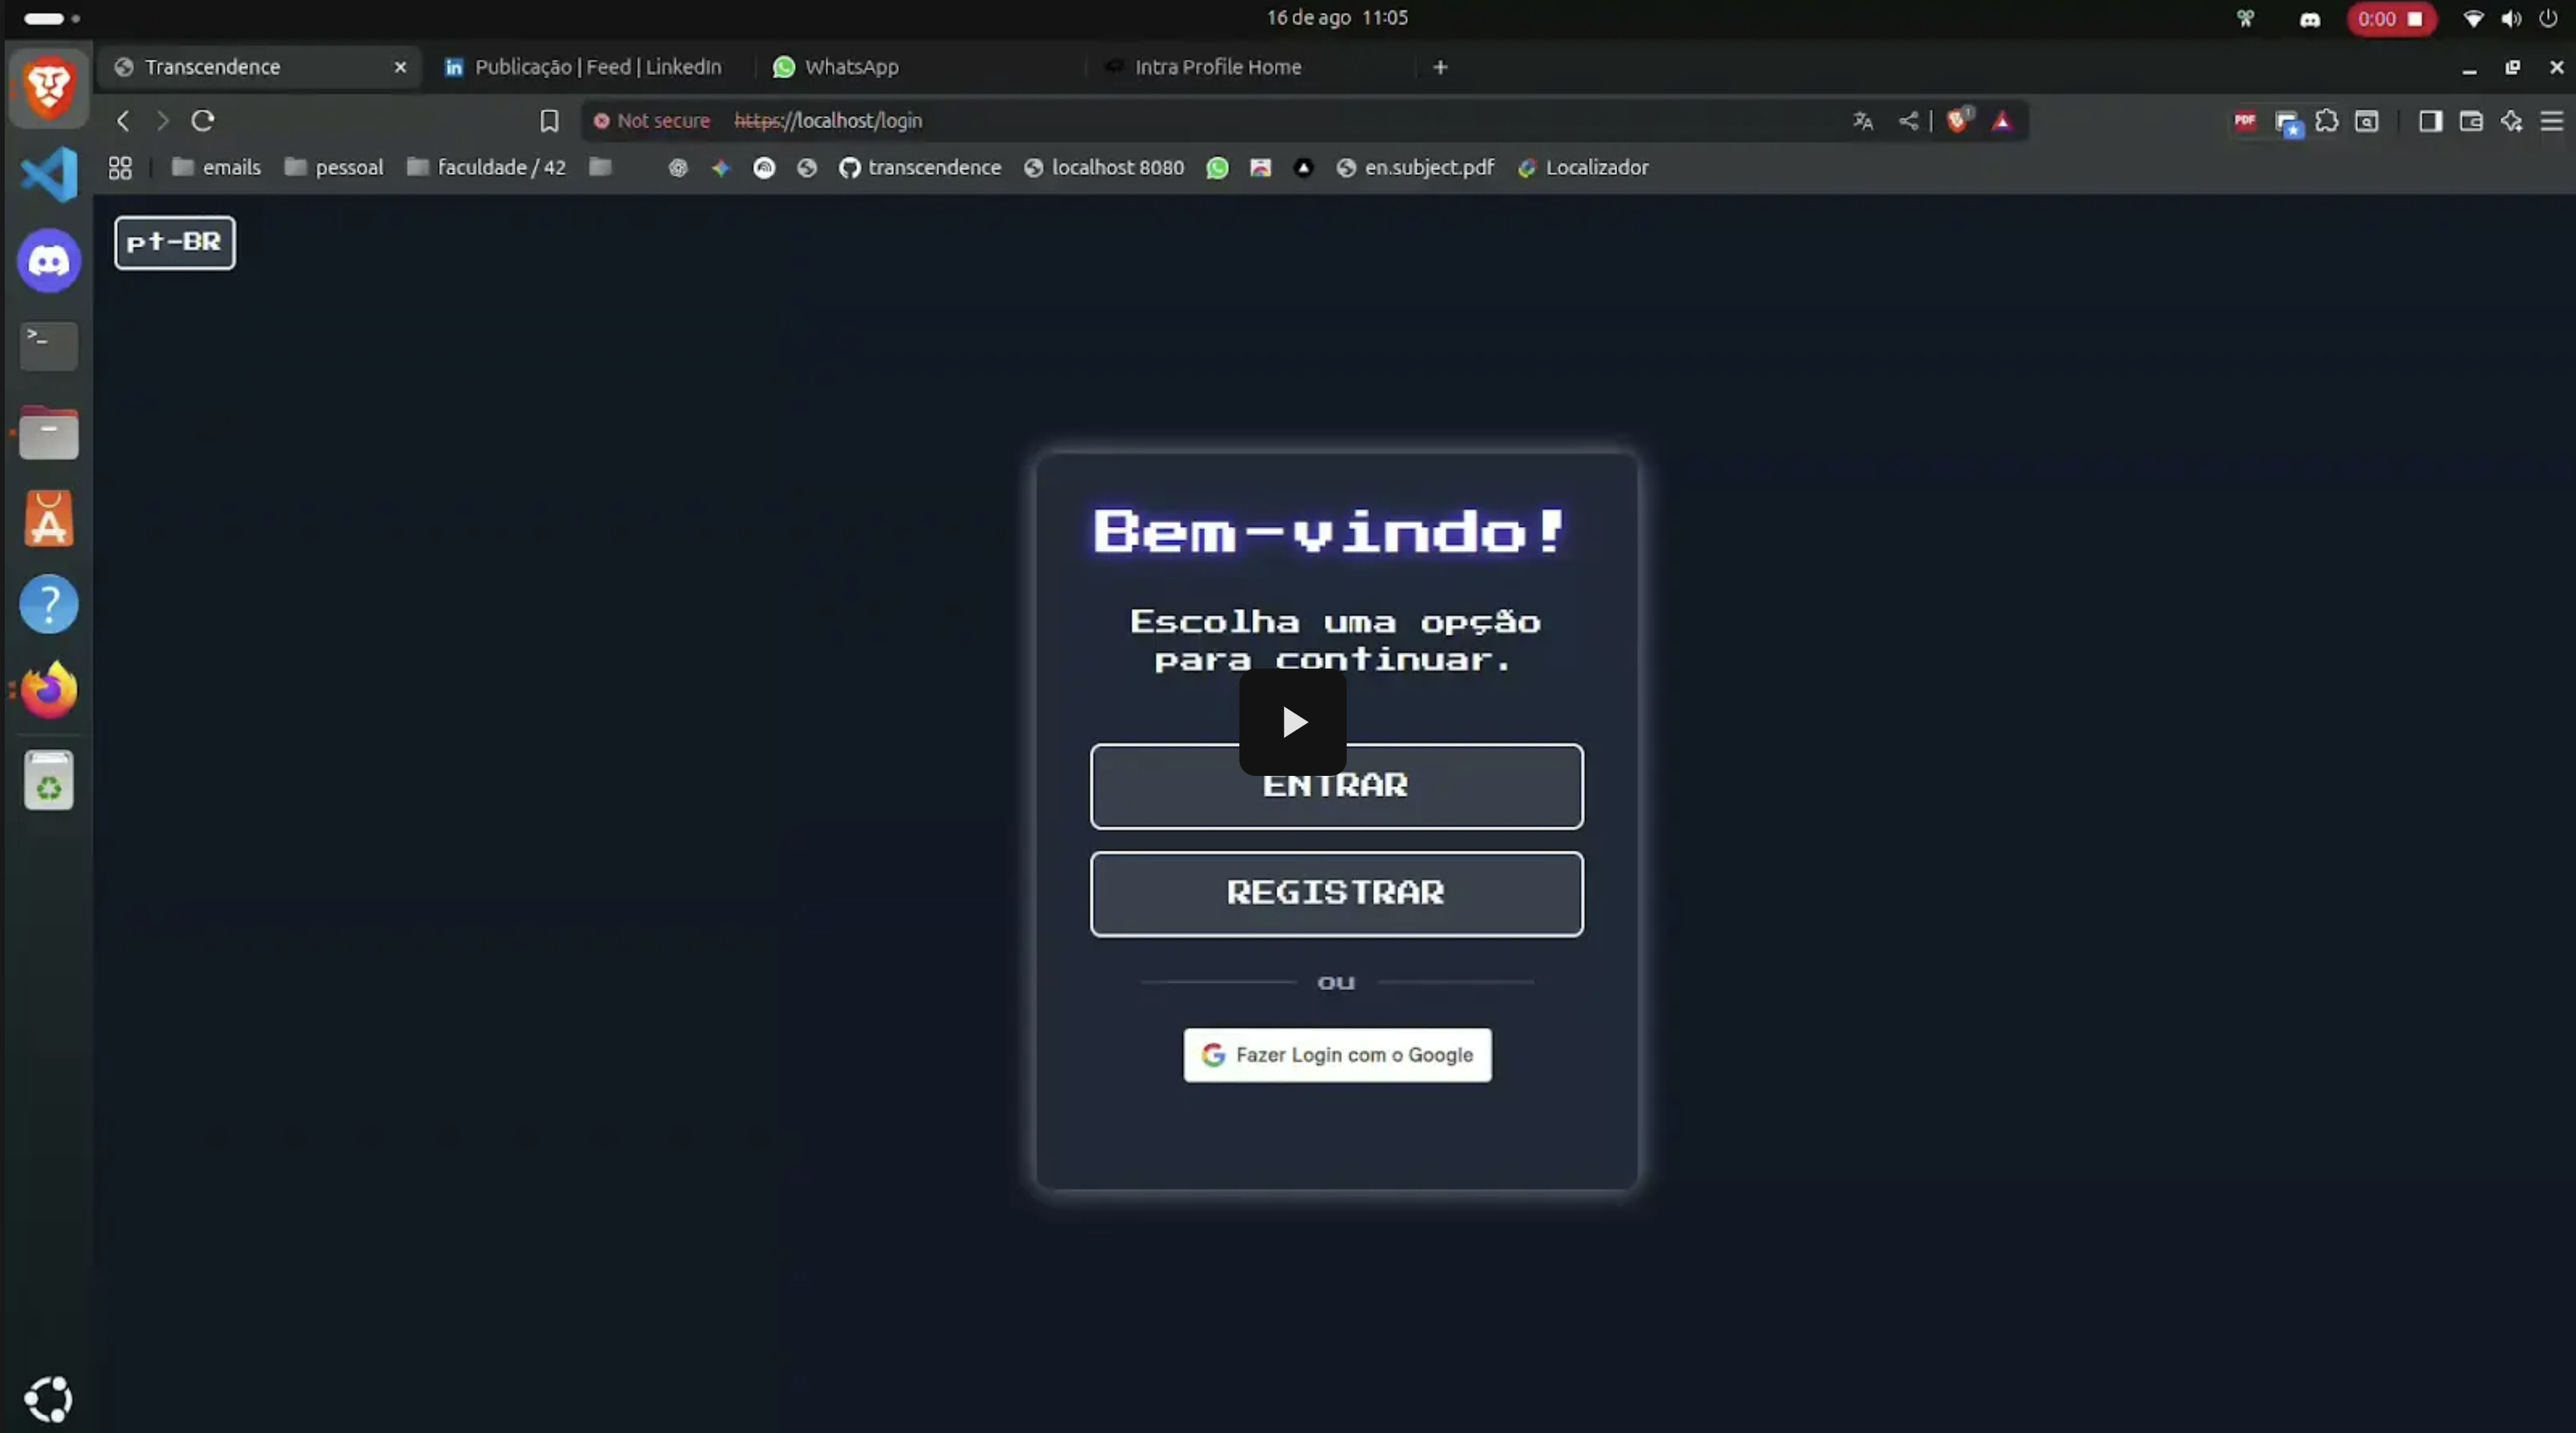 16 de ago 11:05
0:00
Transcendence
Publicação | Feed | LinkedIn
WhatsApp
Intra Profile Home
Not secure https://localhost/login
1
PDF
emails
pessoal
faculdade / 42
transcendence
localhost 8080
en.subject.pdf
Localizador
pt-BR
Bem-vindo!
Escolha uma opção
para continuar.
ENTRAR
REGISTRAR
ou
Fazer Login com o Google